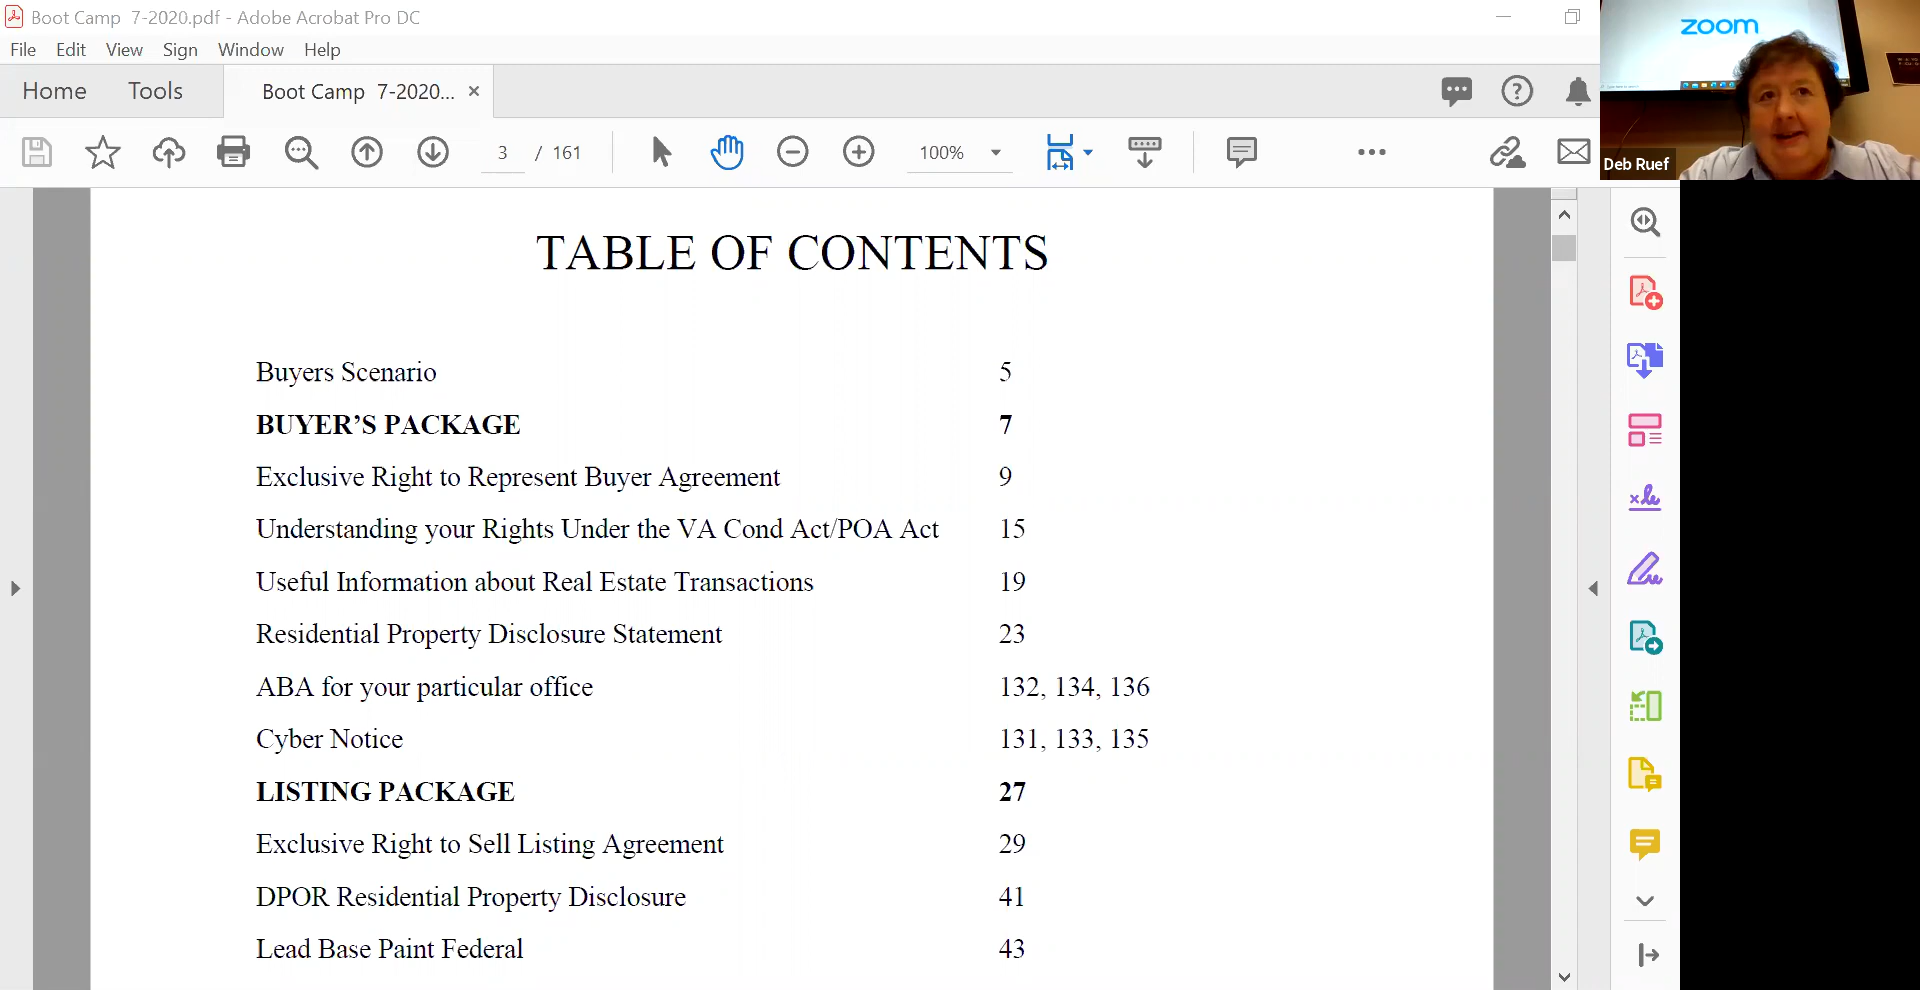 Boot Camp 7-2020.pdf - Adobe Acrobat Pro DC
File Edit View Sign Window Help
Home Tools Boot Camp 7-2020... ×
3 / 161 100%
zoom
Deb Ruef
TABLE OF CONTENTS
Buyers Scenario 5
BUYER’S PACKAGE 7
Exclusive Right to Represent Buyer Agreement 9
Understanding your Rights Under the VA Cond Act/POA Act 15
Useful Information about Real Estate Transactions 19
Residential Property Disclosure Statement 23
ABA for your particular office 132, 134, 136
Cyber Notice 131, 133, 135
LISTING PACKAGE 27
Exclusive Right to Sell Listing Agreement 29
DPOR Residential Property Disclosure 41
Lead Base Paint Federal 43